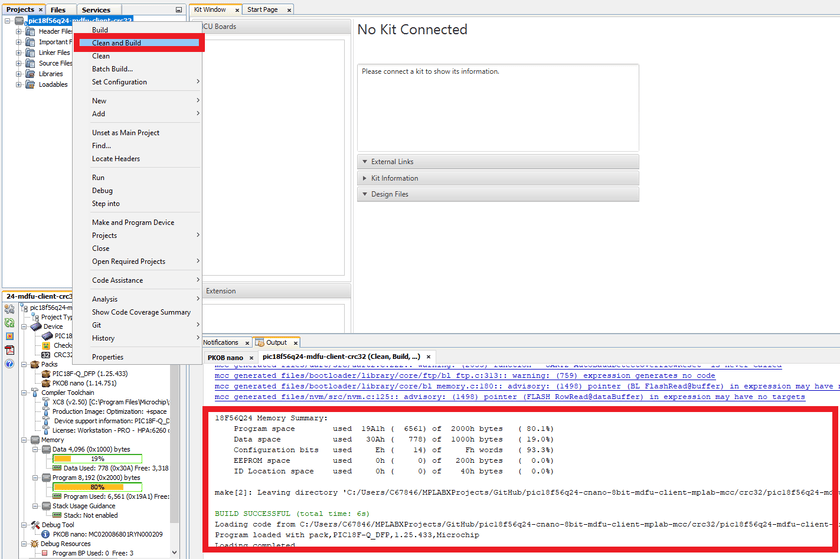 Projects × Files Services
pic18f56q24-mdfu-client-crc32
Header File
Important F
Linker Files
Source Files
Libraries
Loadables
Build
Clean and Build
Clean
Batch Build...
Set Configuration
New
Add
Unset as Main Project
Find...
Locate Headers
Run
Debug
Step into
Make and Program Device
Projects
Close
Open Required Projects
Code Assistance
Analysis
Show Code Coverage Summary
Git
History
Properties
Kit Window × Start Page ×
CU Boards
Extension
No Kit Connected
Please connect a kit to show its information.
External Links
Kit Information
Design Files
24-mdfu-client-crc3
pic18f56q24-m
Project Typ
Device
PIC18
Checks
CRC32
Packs
PIC18F-Q_DFP (1.25.433)
PKOB nano (1.14.751)
Compiler Toolchain
XC8 (v2.50) [C:\Program Files\Microchip\
Production Image: Optimization: +space
Device support information: PIC18F-Q_D
License: Workstation - PRO - HPA:6260
Memory
Data 4,096 (0x1000) bytes
19%
Data Used: 778 (0x30A) Free: 3,318
Program 8,192 (0x2000) bytes
80%
Program Used: 6,561 (0x19A1) Free:
Stack Usage Guidance
Stack: Not enabled
Debug Tool
PKOB nano: MC020086801RYN000209
Debug Resources
Program BP Used: 0 Free: 3
Notifications × Output ×
PKOB nano × pic18f56q24-mdfu-client-crc32 (Clean, Build, ...) ×
mcc generated files/bootloader/library/core/ftp/bl ftp.c:313:: warning: (759) expression generates no code
mcc generated files/bootloader/library/core/bl memory.c:180:: advisory: (1498) pointer (BL FlashRead@buffer) in expression may have
mcc generated files/nvm/src/nvm.c:125:: advisory: (1498) pointer (FLASH RowRead@dataBuffer) in expression may have no targets
18F56Q24 Memory Summary:
Program space used 19A1h ( 6561) of 2000h bytes ( 80.1%)
Data space used 30Ah ( 778) of 1000h bytes ( 19.0%)
Configuration bits used Eh ( 14) of Fh words ( 93.3%)
EEPROM space used 0h ( 0) of 200h bytes ( 0.0%)
ID Location space used 0h ( 0) of 40h bytes ( 0.0%)
make[2]: Leaving directory 'C:/Users/C67846/MPLABXProjects/GitHub/pic18f56q24-cnano-8bit-mdfu-client-mplab-mcc/crc32/pic18f56q24-mc
BUILD SUCCESSFUL (total time: 6s)
Loading code from C:/Users/C67846/MPLABXProjects/GitHub/pic18f56q24-cnano-8bit-mdfu-client-mplab-mcc/crc32/pic18f56q24-mdfu-c
Program loaded with pack,PIC18F-Q_DFP,1.25.433,Microchip
Loading completed